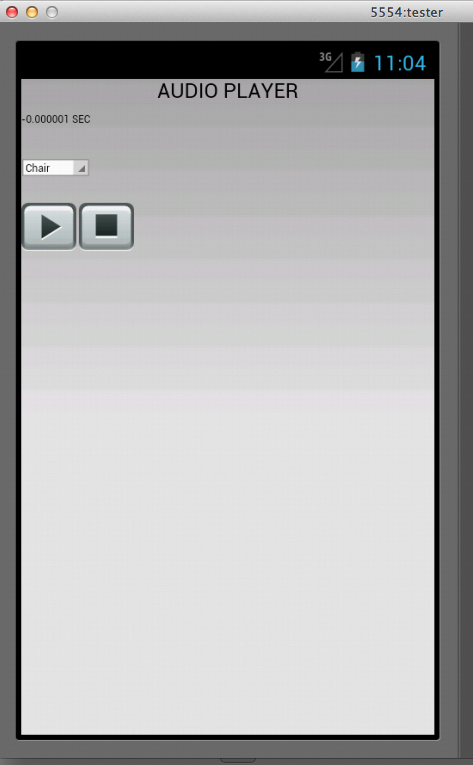 5554:tester
3G 11:04
AUDIO PLAYER
-0.000001 SEC
Chair